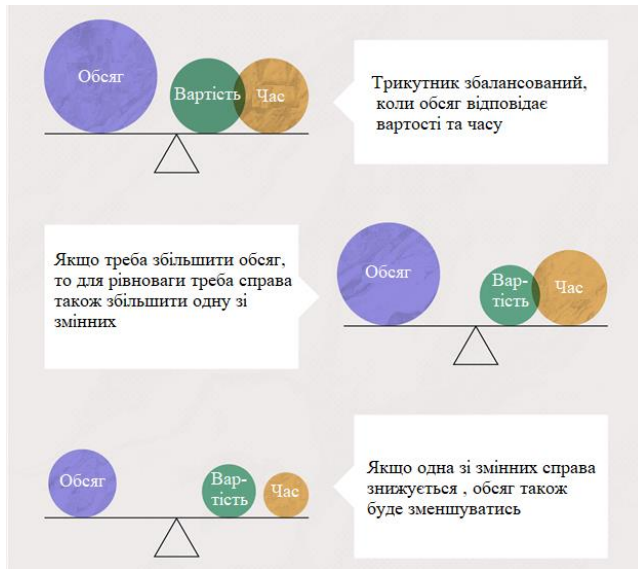 Обсяг
Вартість
Час
Трикутник збалансований,
коли обсяг відповідає
вартості та часу
Якщо треба збільшити обсяг,
то для рівноваги треба справа
також збільшити одну зі
змінних
Обсяг
Вар-
тість
Час
Обсяг
Вар-
тість
Час
Якщо одна зі змінних справа
знижується , обсяг також
буде зменшуватись